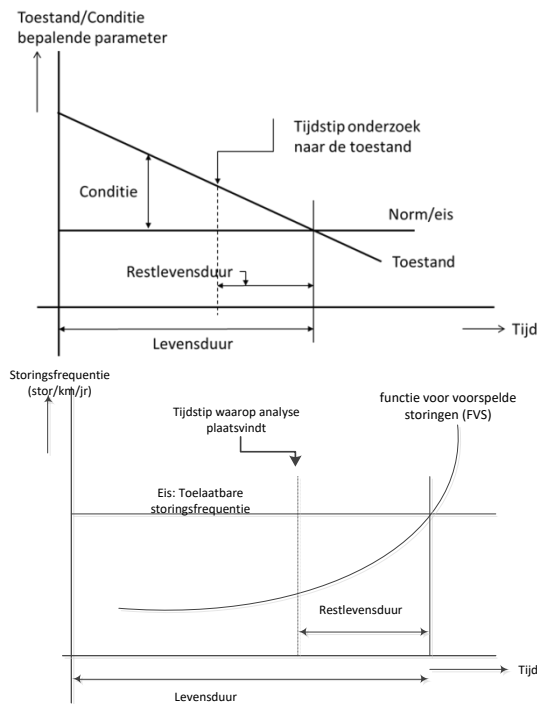 Toestand/Conditie
bepalende parameter
Tijdstip onderzoek
naar de toestand
Conditie
Norm/eis
Restlevensduur
Toestand
Tijd
Levensduur
Storingsfrequentie
(stor/km/jr)
functie voor voorspelde
storingen (FVS)
Tijdstip waarop analyse
plaatsvindt
Eis: Toelaatbare
storingsfrequentie
Restlevensduur
Tijd
Levensduur